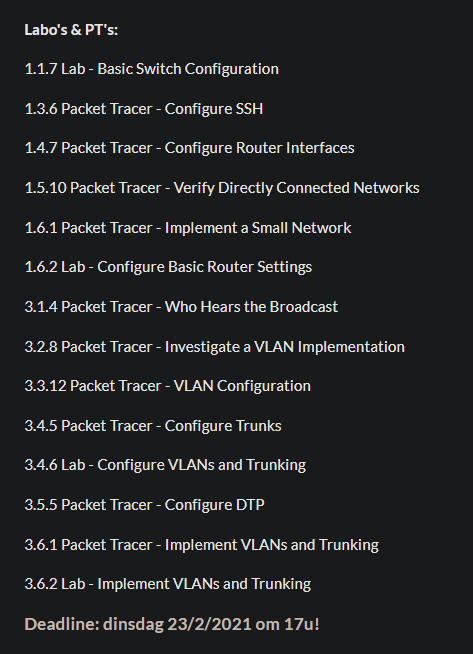 Labo's & PT's:
1.1.7 Lab - Basic Switch Configuration
1.3.6 Packet Tracer - Configure SSH
1.4.7 Packet Tracer - Configure Router Interfaces
1.5.10 Packet Tracer - Verify Directly Connected Networks
1.6.1 Packet Tracer - Implement a Small Network
1.6.2 Lab - Configure Basic Router Settings
3.1.4 Packet Tracer - Who Hears the Broadcast
3.2.8 Packet Tracer - Investigate a VLAN Implementation
3.3.12 Packet Tracer - VLAN Configuration
3.4.5 Packet Tracer - Configure Trunks
3.4.6 Lab - Configure VLANs and Trunking
3.5.5 Packet Tracer - Configure DTP
3.6.1 Packet Tracer - Implement VLANs and Trunking
3.6.2 Lab - Implement VLANs and Trunking
Deadline: dinsdag 23/2/2021 om 17u!